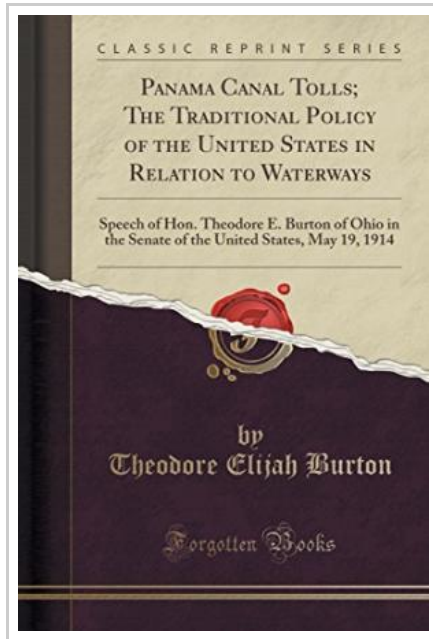 CLASSIC REPRINT SERIES
PANAMA CANAL TOLLS;
THE TRADITIONAL POLICY
OF THE UNITED STATES IN
RELATION TO WATERWAYS
Speech of Hon. Theodore E. Burton of Ohio in
the Senate of the United States, May 19, 1914
by
Theodore Elijah Burton
Forgotten Books